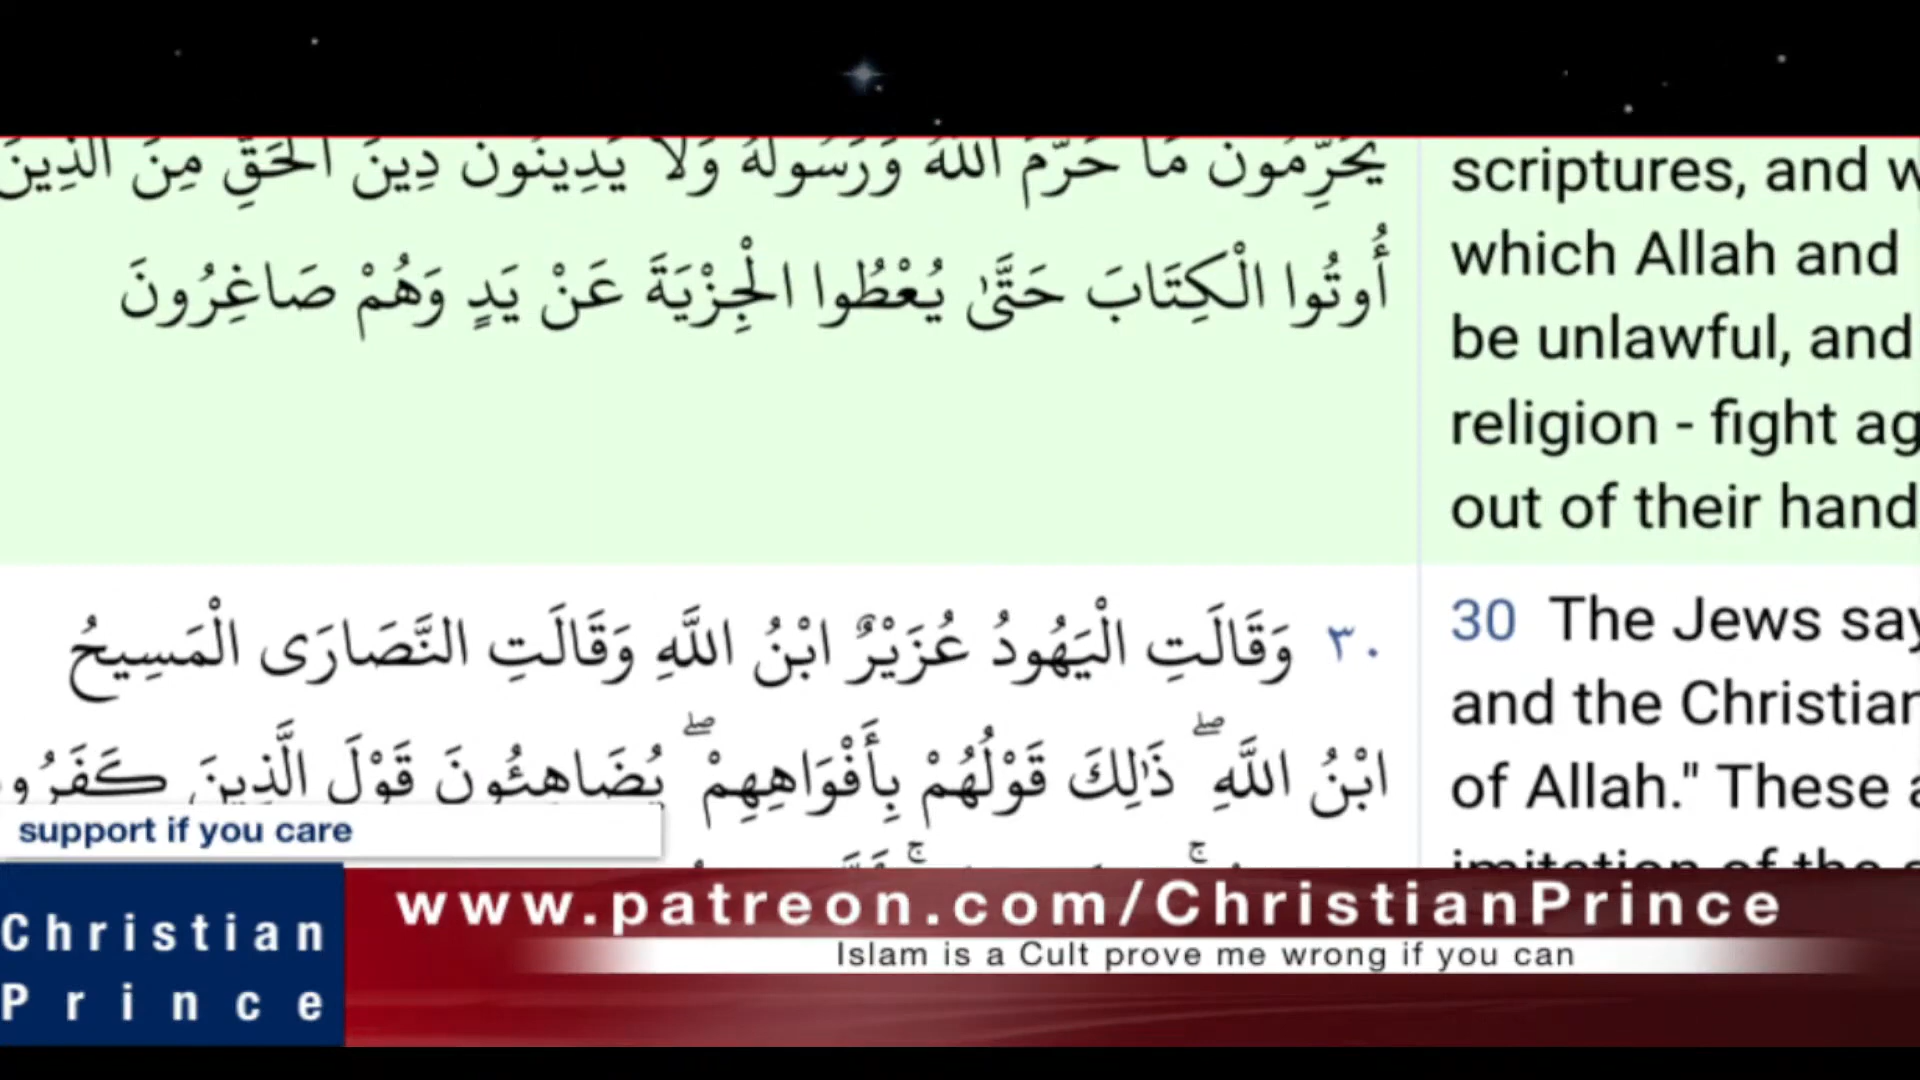 يُحَرِّمُونَ مَا حَرَّمَ اللَّهُ وَرَسُولُهُ وَلَا يَدِينُونَ دِينَ الْحَقِّ مِنَ الَّذِينَ
أُوتُوا الْكِتَابَ حَتَّىٰ يُعْطُوا الْجِزْيَةَ عَنْ يَدٍ وَهُمْ صَاغِرُونَ
٣٠ وَقَالَتِ الْيَهُودُ عُزَيْرٌ ابْنُ اللَّهِ وَقَالَتِ النَّصَارَى الْمَسِيحُ
ابْنُ اللَّهِ ۖ ذَٰلِكَ قَوْلُهُمْ بِأَفْوَاهِهِمْ ۖ يُضَاهِئُونَ قَوْلَ الَّذِينَ
scriptures, and
which Allah and
be unlawful, and
religion - fight
out of their
30 The Jews say
and the
of Allah." These
imitation of the
support if you care
Christian
Prince
www.patreon.com/ChristianPrince
Islam is a Cult prove me wrong if you can